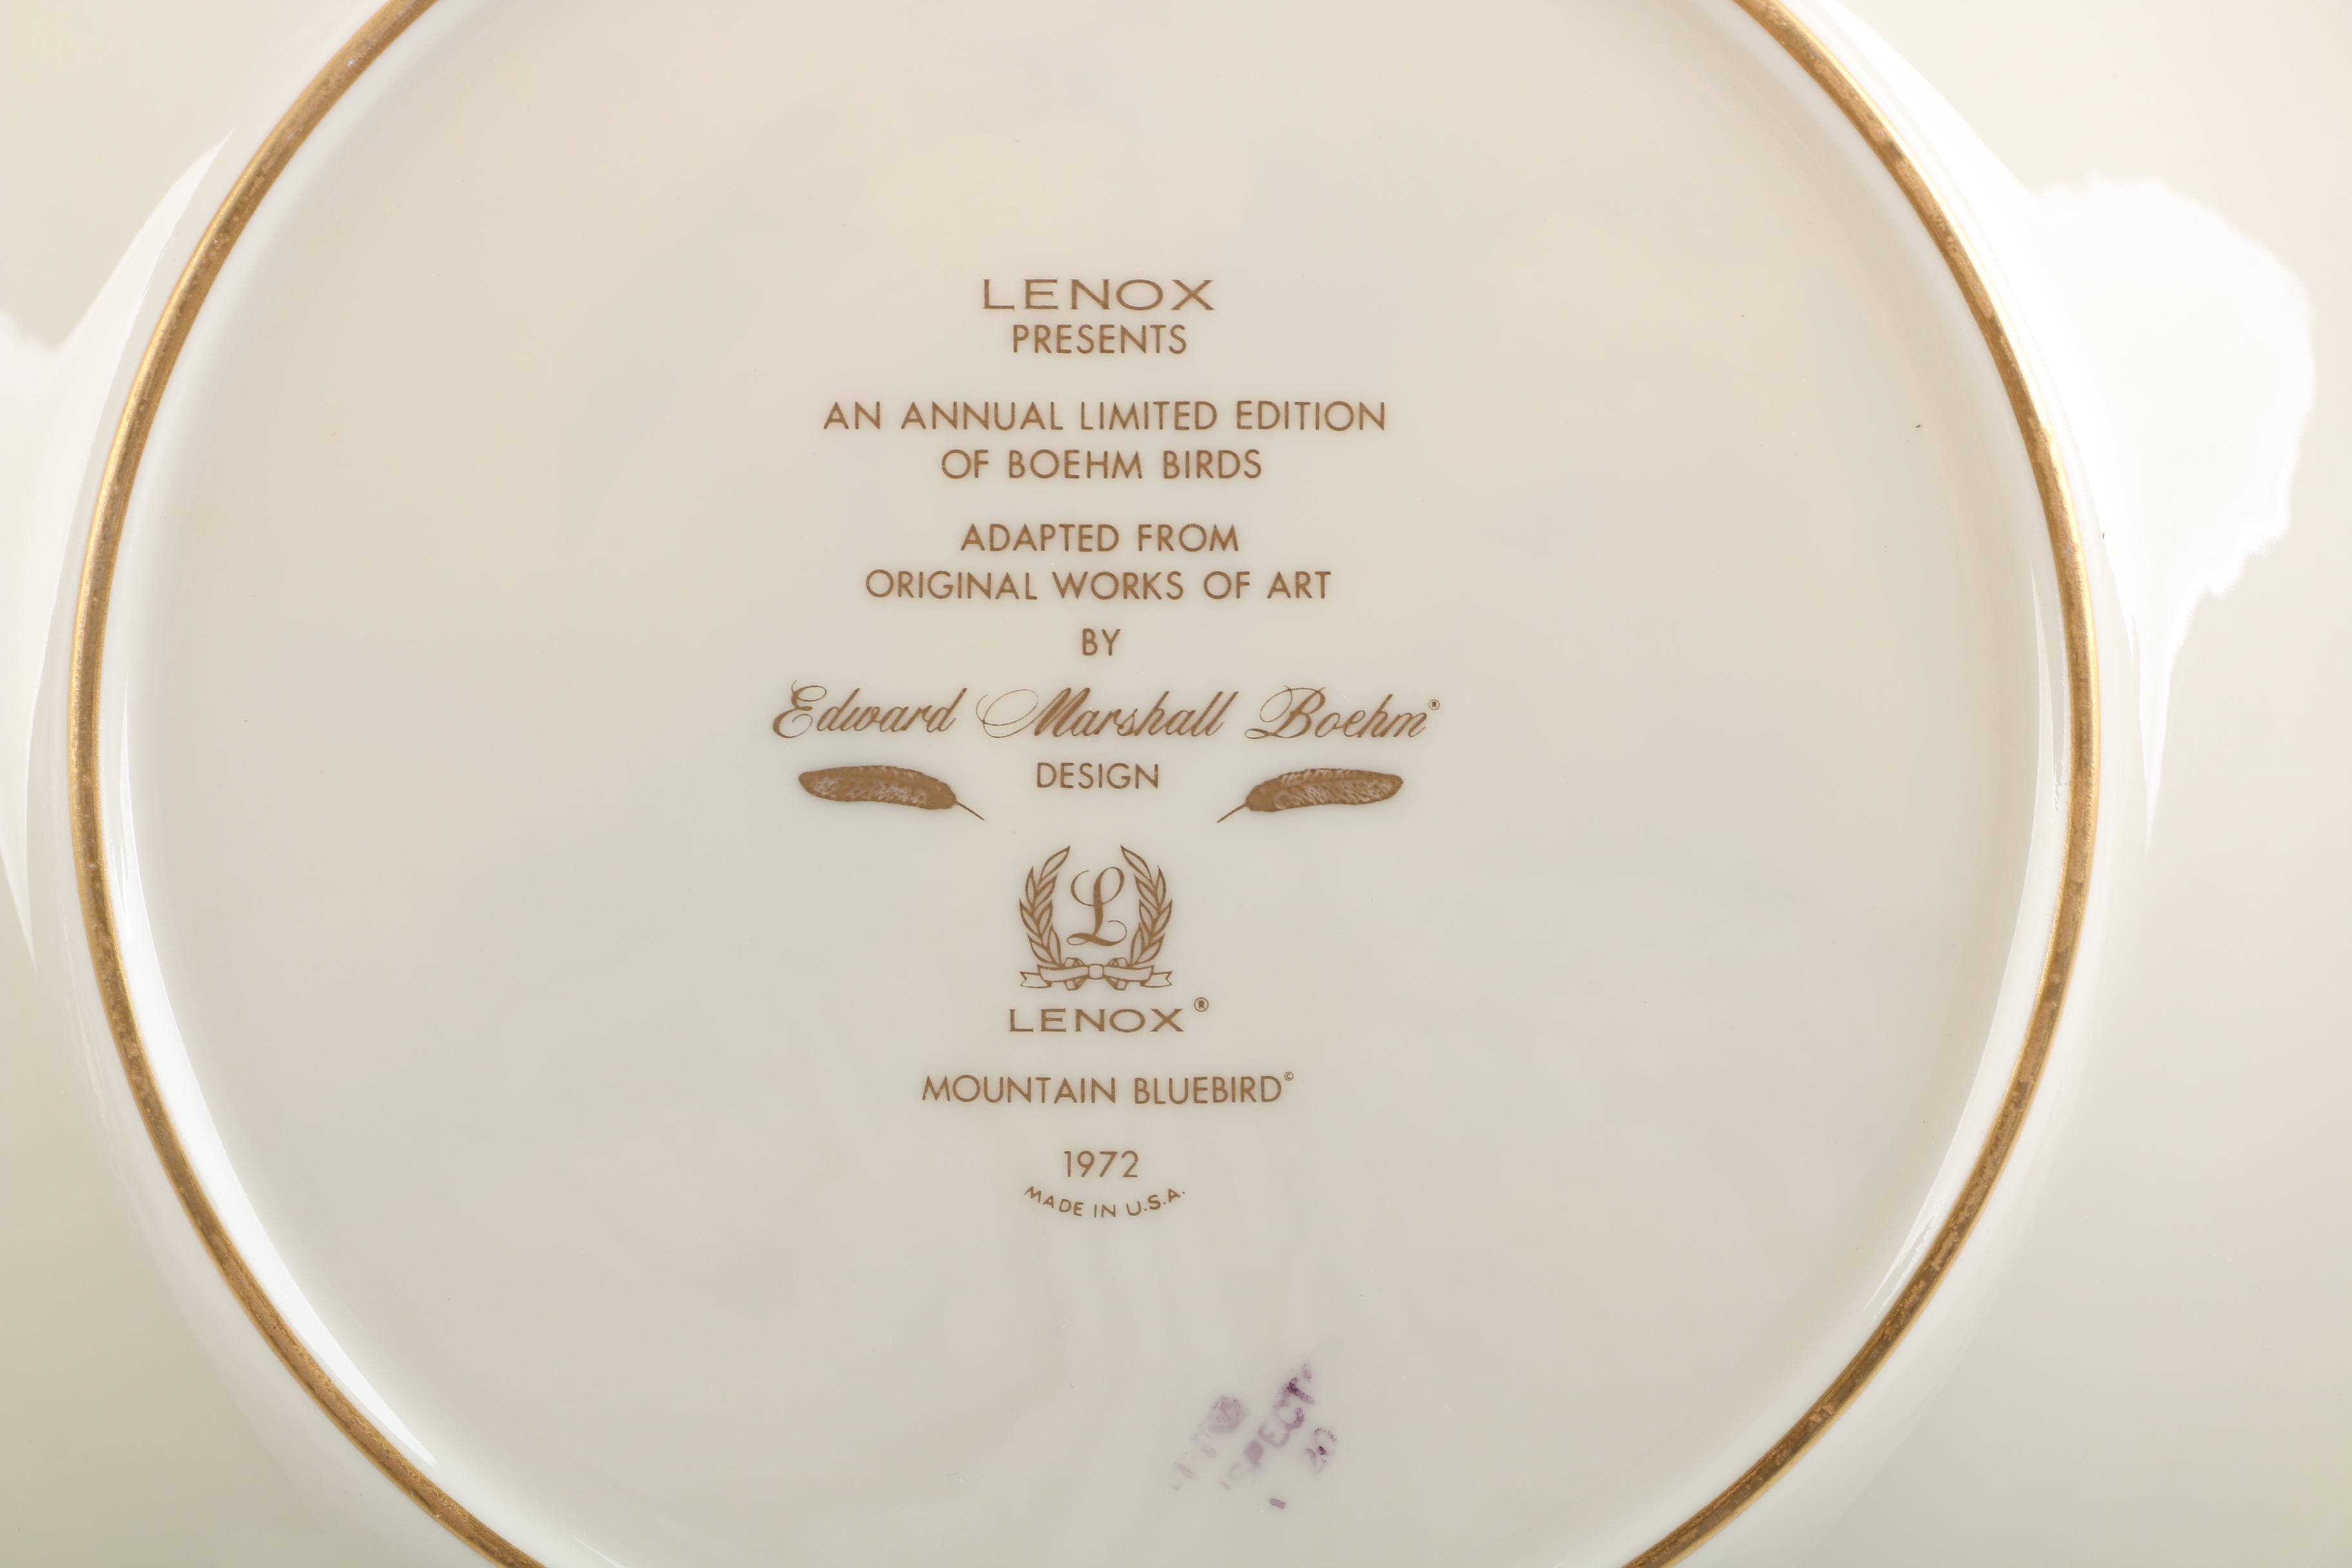 LENOX
PRESENTS
AN ANNUAL LIMITED EDITION
OF BOEHM BIRDS
ADAPTED FROM
ORIGINAL WORKS OF ART
BY
Edward Marshall Boehm®
DESIGN
L
LENOX®
MOUNTAIN BLUEBIRD©
1972
MADE IN U.S.A.
20